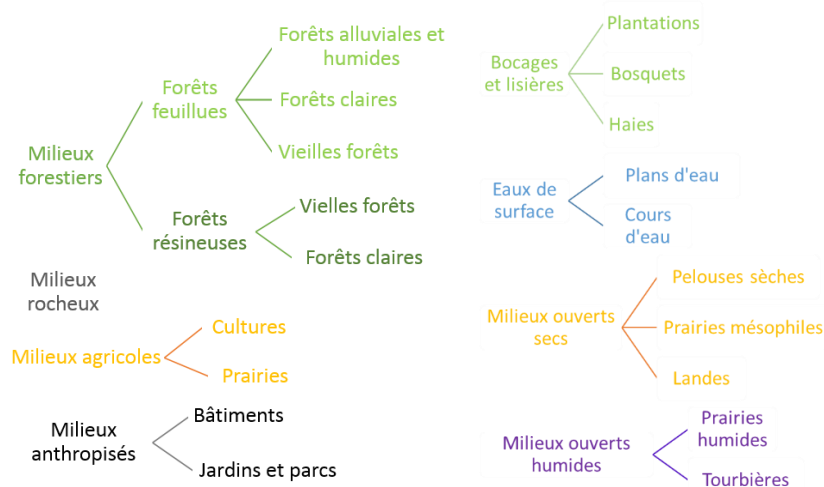 Milieux
forestiers
Forêts
feuillues
Forêts alluviales et
humides
Forêts claires
Vieilles forêts
Forêts
résineuses
Vielles forêts
Forêts claires
Milieux
rocheux
Milieux agricoles
Cultures
Prairies
Milieux
anthropisés
Bâtiments
Jardins et parcs
Bocages
et lisières
Plantations
Bosquets
Haies
Eaux de
surface
Plans d'eau
Cours
d'eau
Milieux ouverts
secs
Pelouses sèches
Prairies mésophiles
Landes
Milieux ouverts
humides
Prairies
humides
Tourbières